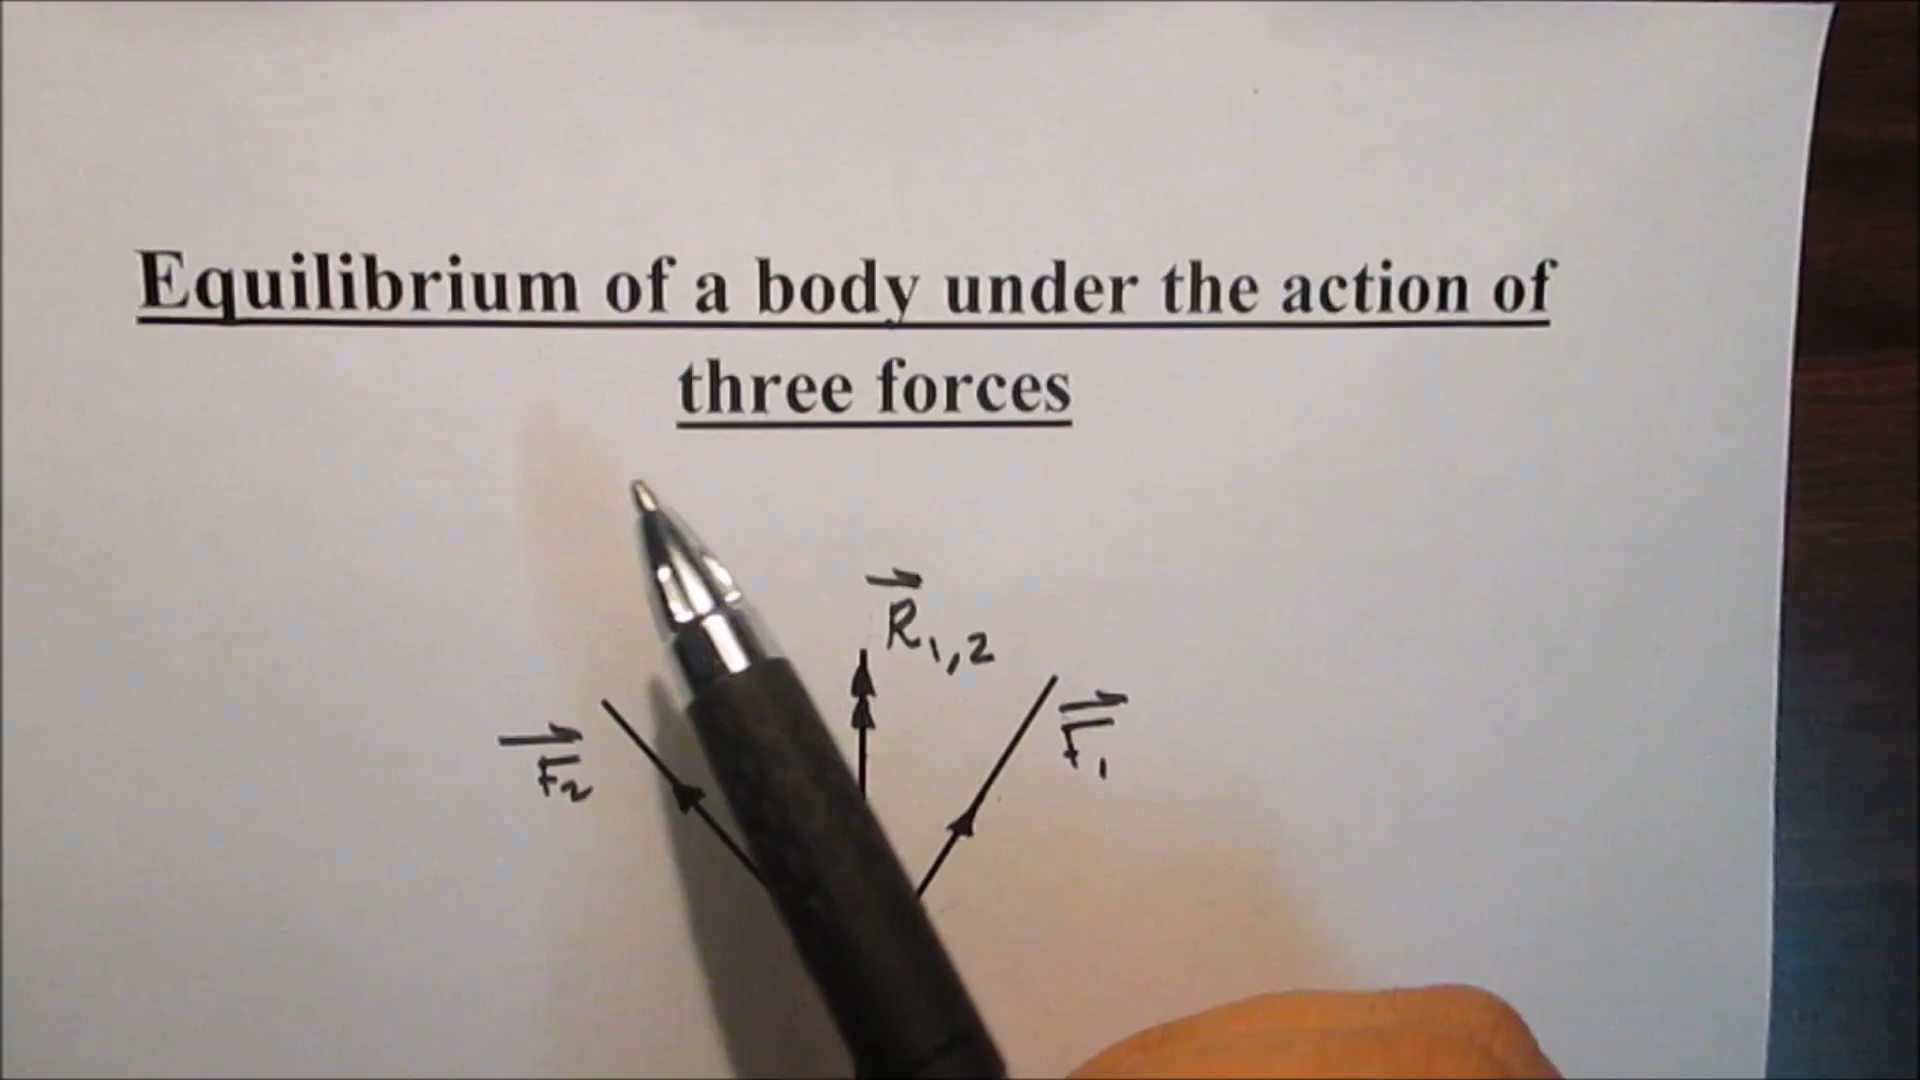 Equilibrium of a body under the action of
three forces
R1,2
F2
F1